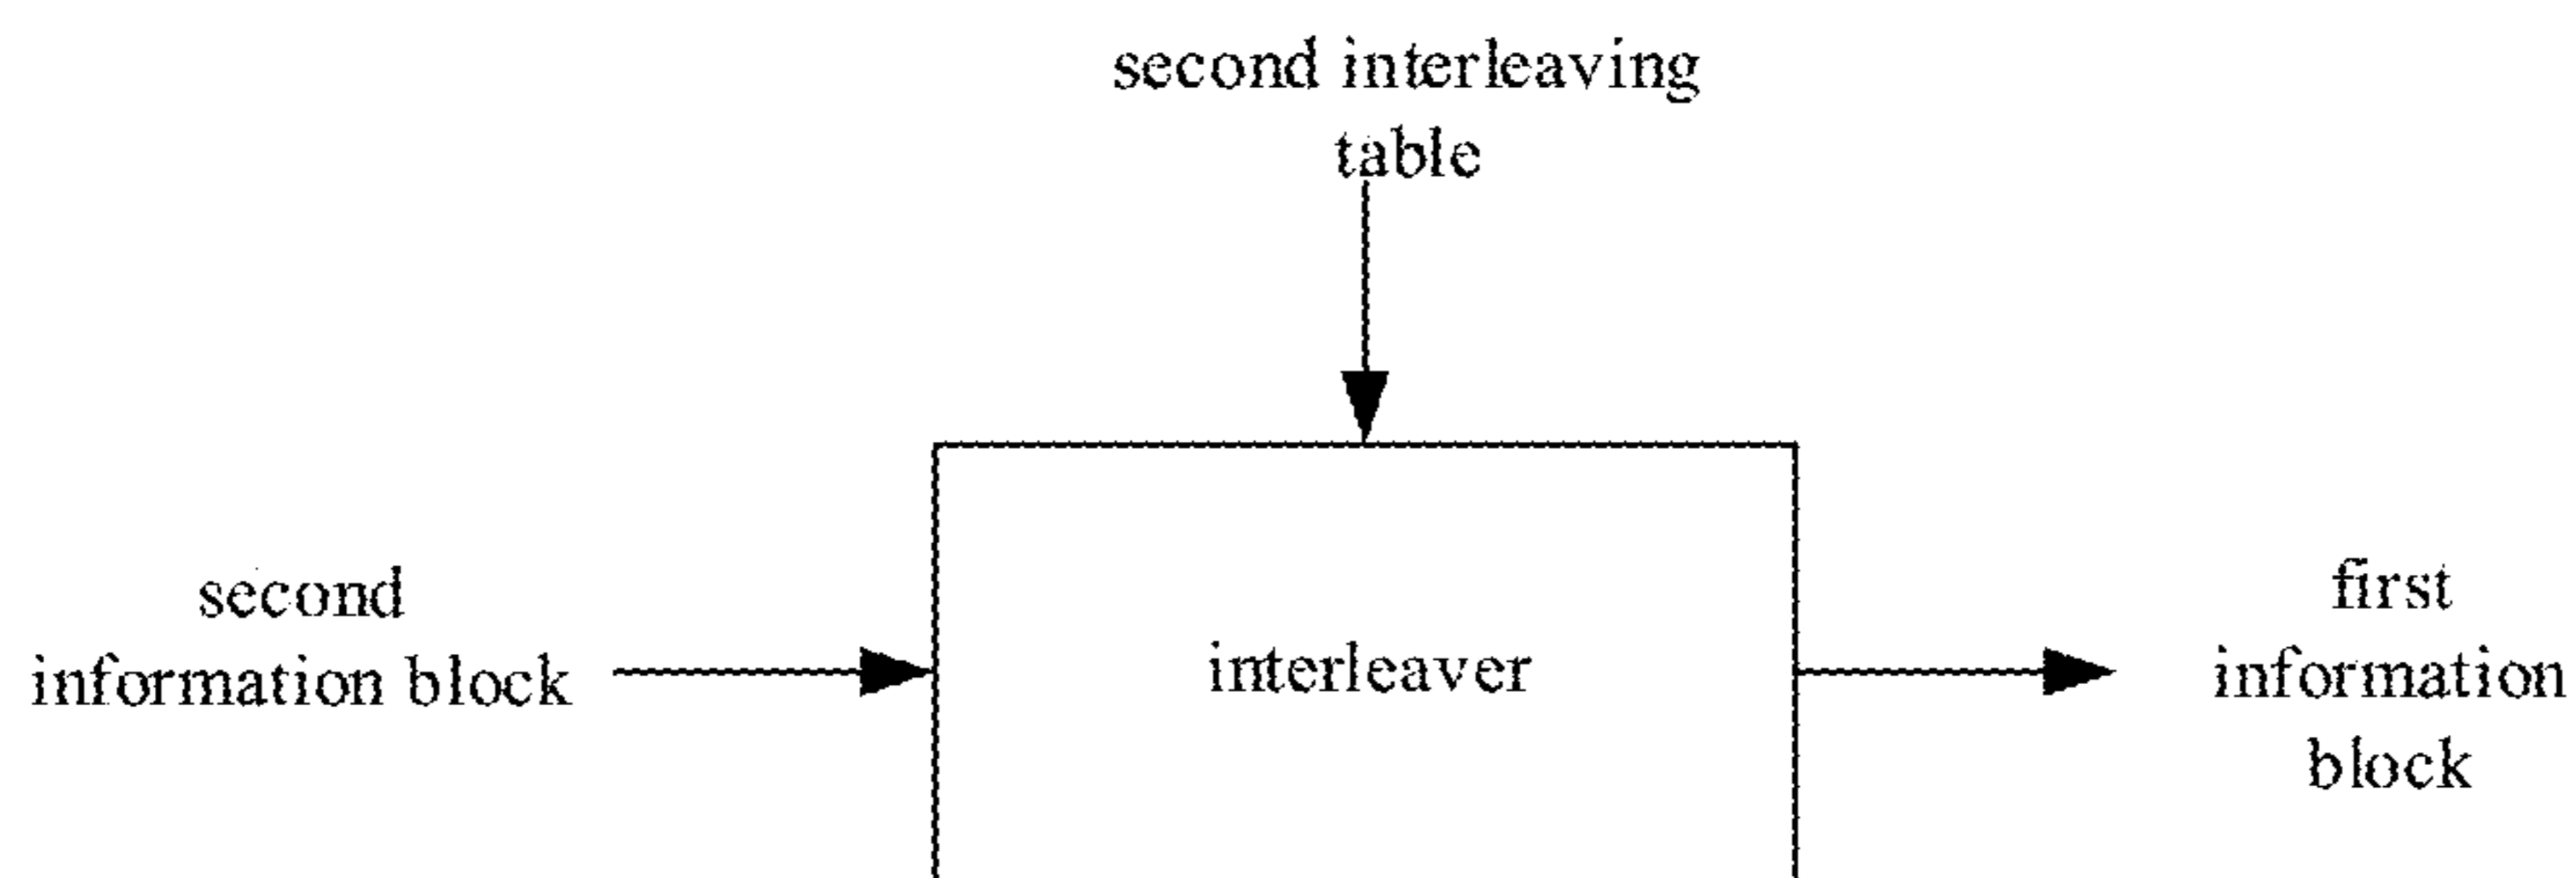 second interleaving
table
second
information block
interleaver
first
information
block